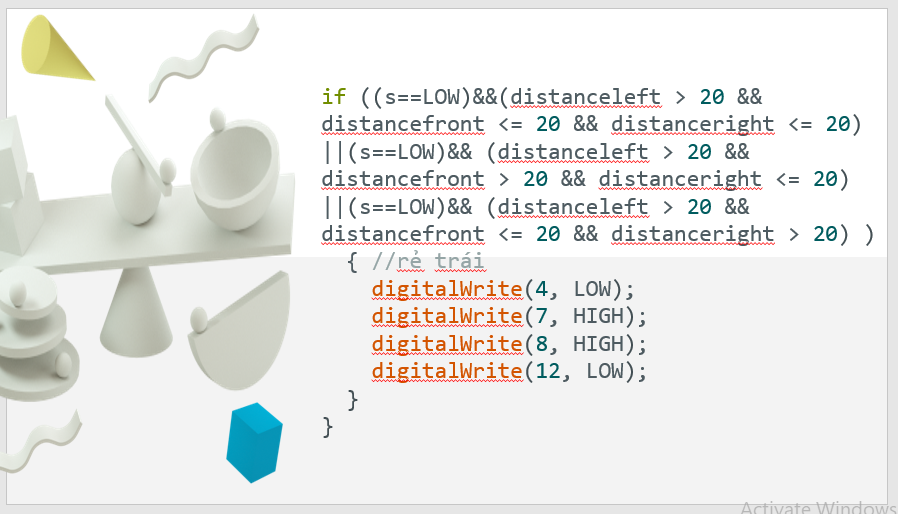 if ((s==LOW)&&(distanceleft > 20 &&
distancefront <= 20 && distanceright <= 20)
||(s==LOW)&& (distanceleft > 20 &&
distancefront > 20 && distanceright <= 20)
||(s==LOW)&& (distanceleft > 20 &&
distancefront <= 20 && distanceright > 20) )
{ //rẻ trái
digitalWrite(4, LOW);
digitalWrite(7, HIGH);
digitalWrite(8, HIGH);
digitalWrite(12, LOW);
}
}
Activate Windows